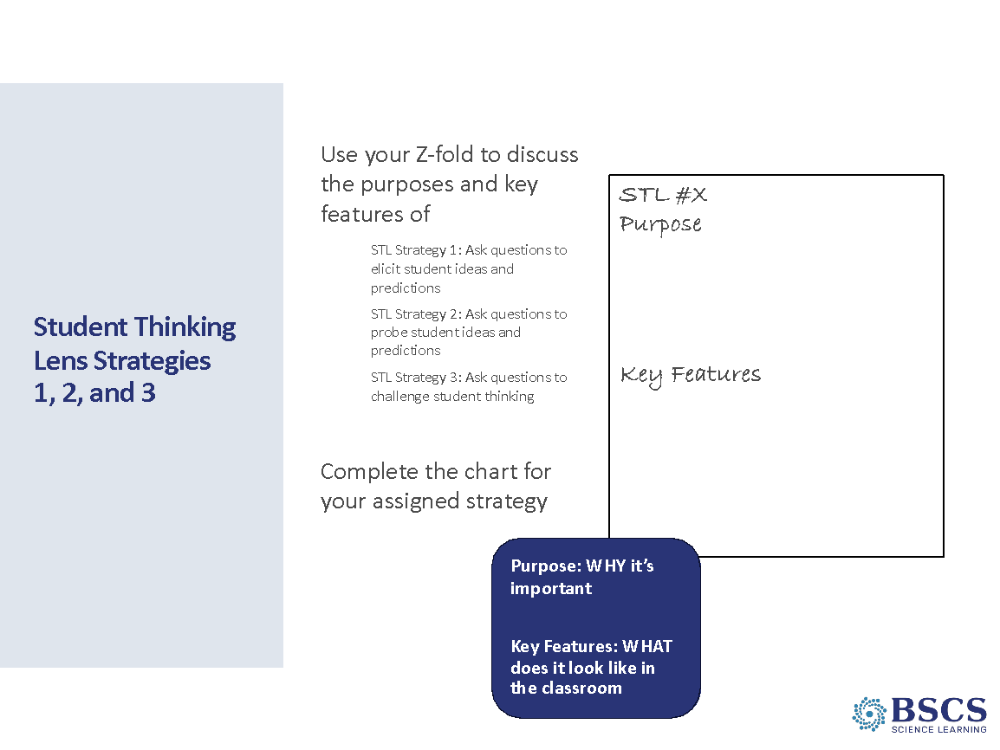 Student Thinking
Lens Strategies
1, 2, and 3
Use your Z-fold to discuss
the purposes and key
features of
STL Strategy 1: Ask questions to
elicit student ideas and
predictions
STL Strategy 2: Ask questions to
probe student ideas and
predictions
STL Strategy 3: Ask questions to
challenge student thinking
Complete the chart for
your assigned strategy
STL #X
Purpose
Key Features
Purpose: WHY it’s
important
Key Features: WHAT
does it look like in
the classroom
BSCS
SCIENCE LEARNING